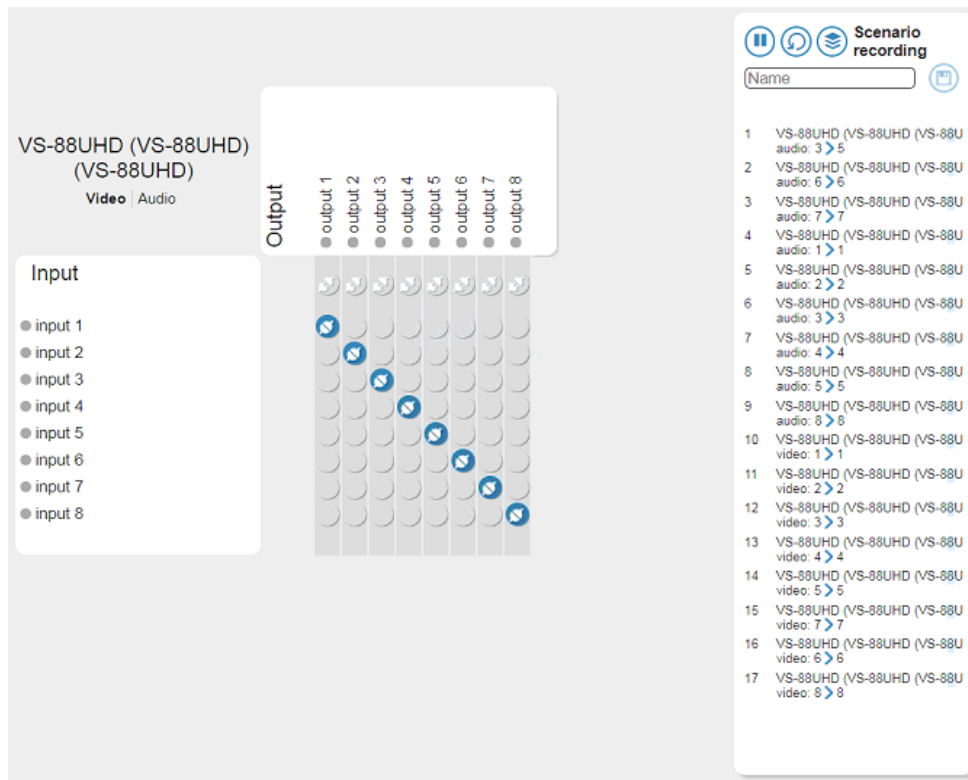 VS-88UHD (VS-88UHD)
(VS-88UHD)
Video Audio
Output
output 1
output 2
output 3
output 4
output 5
output 6
output 7
output 8
Input
input 1
input 2
input 3
input 4
input 5
input 6
input 7
input 8
Scenario
recording
Name
1 VS-88UHD (VS-88UHD (VS-88U
audio: 3 > 5
2 VS-88UHD (VS-88UHD (VS-88U
audio: 6 > 6
3 VS-88UHD (VS-88UHD (VS-88U
audio: 7 > 7
4 VS-88UHD (VS-88UHD (VS-88U
audio: 1 > 1
5 VS-88UHD (VS-88UHD (VS-88U
audio: 2 > 2
6 VS-88UHD (VS-88UHD (VS-88U
audio: 3 > 3
7 VS-88UHD (VS-88UHD (VS-88U
audio: 4 > 4
8 VS-88UHD (VS-88UHD (VS-88U
audio: 5 > 5
9 VS-88UHD (VS-88UHD (VS-88U
audio: 8 > 8
10 VS-88UHD (VS-88UHD (VS-88U
video: 1 > 1
11 VS-88UHD (VS-88UHD (VS-88U
video: 2 > 2
12 VS-88UHD (VS-88UHD (VS-88U
video: 3 > 3
13 VS-88UHD (VS-88UHD (VS-88U
video: 4 > 4
14 VS-88UHD (VS-88UHD (VS-88U
video: 5 > 5
15 VS-88UHD (VS-88UHD (VS-88U
video: 7 > 7
16 VS-88UHD (VS-88UHD (VS-88U
video: 6 > 6
17 VS-88UHD (VS-88UHD (VS-88U
video: 8 > 8